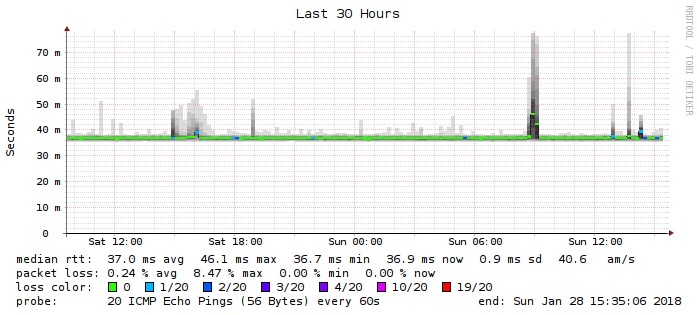 Last 30 Hours
RRDTOOL / TOBI OETIKER
Seconds
70 m
60 m
50 m
40 m
30 m
20 m
10 m
0
Sat 12:00 Sat 18:00 Sun 00:00 Sun 06:00 Sun 12:00
median rtt: 37.0 ms avg 46.1 ms max 36.7 ms min 36.9 ms now 0.9 ms sd 40.6 am/s
packet loss: 0.24 % avg 8.47 % max 0.00 % min 0.00 % now
loss color: 0 1/20 2/20 3/20 4/20 10/20 19/20
probe: 20 ICMP Echo Pings (56 Bytes) every 60s end: Sun Jan 28 15:35:06 2018